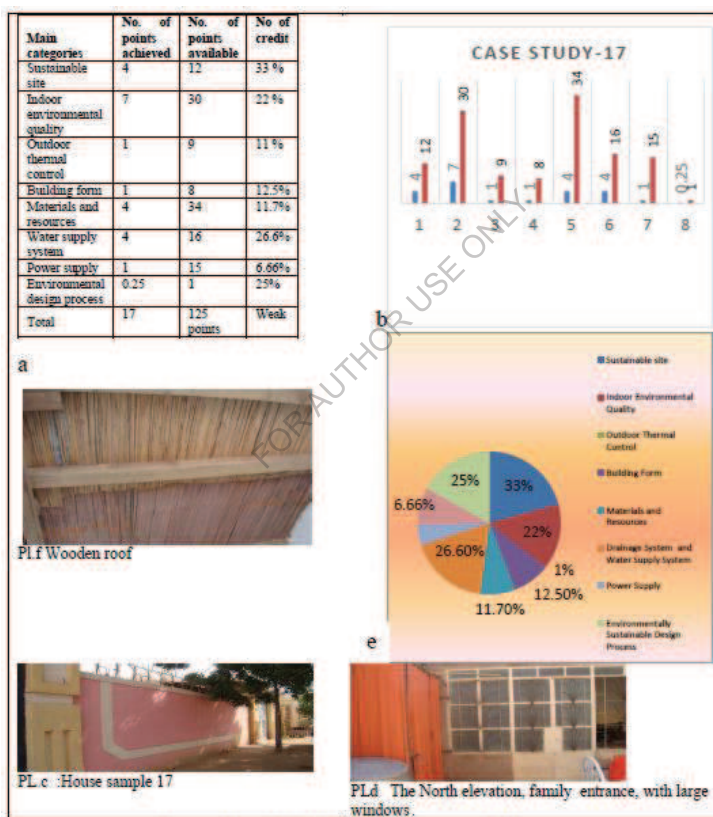 Main categories No. of points achieved No. of points available No of credit
Sustainable site 4 12 33 %
Indoor environmental quality 7 30 22 %
Outdoor thermal control 1 9 11 %
Building form 1 8 12.5%
Materials and resources 4 34 11.7%
Water supply system 4 16 26.6%
Power supply 1 15 6.66%
Environmental design process 0.25 1 25%
Total 17 125 points Weak
a
CASE STUDY-17
4 12 7 30 1 9 1 8 4 34 4 16 1 15 0.25 1
1 2 3 4 5 6 7 8
b
FOR AUTHOR USE ONLY
Pl.f Wooden roof
Sustainable site
Indoor Environmental
Quality
Outdoor Thermal
Control
Building Form
Materials and
Resources
Drainage System and
Water Supply System
Power Supply
Environmentally
Sustainable Design
Process
33%
22%
1%
12.50%
11.70%
26.60%
6.66%
25%
e
PL.c :House sample 17
PLd The North elevation, family entrance, with large
windows.